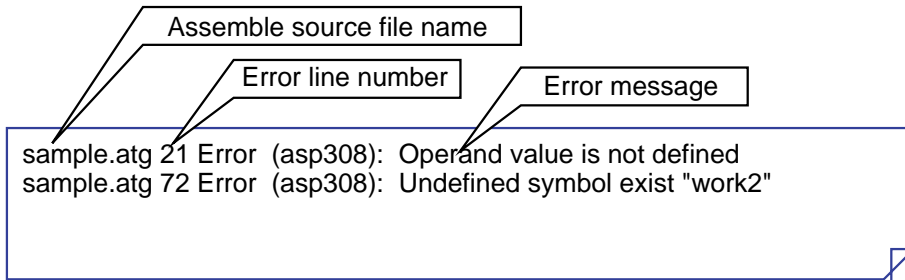 Assemble source file name
Error line number
Error message
sample.atg 21 Error (asp308): Operand value is not defined
sample.atg 72 Error (asp308): Undefined symbol exist "work2"